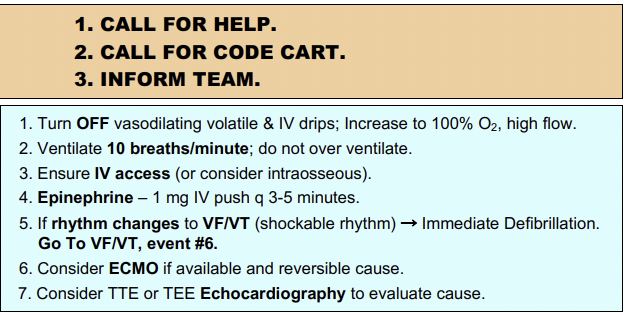 1. CALL FOR HELP.
2. CALL FOR CODE CART.
3. INFORM TEAM.
1. Turn OFF vasodilating volatile & IV drips; Increase to 100% O₂, high flow.
2. Ventilate 10 breaths/minute; do not over ventilate.
3. Ensure IV access (or consider intraosseous).
4. Epinephrine – 1 mg IV push q 3-5 minutes.
5. If rhythm changes to VF/VT (shockable rhythm) → Immediate Defibrillation.
Go To VF/VT, event #6.
6. Consider ECMO if available and reversible cause.
7. Consider TTE or TEE Echocardiography to evaluate cause.